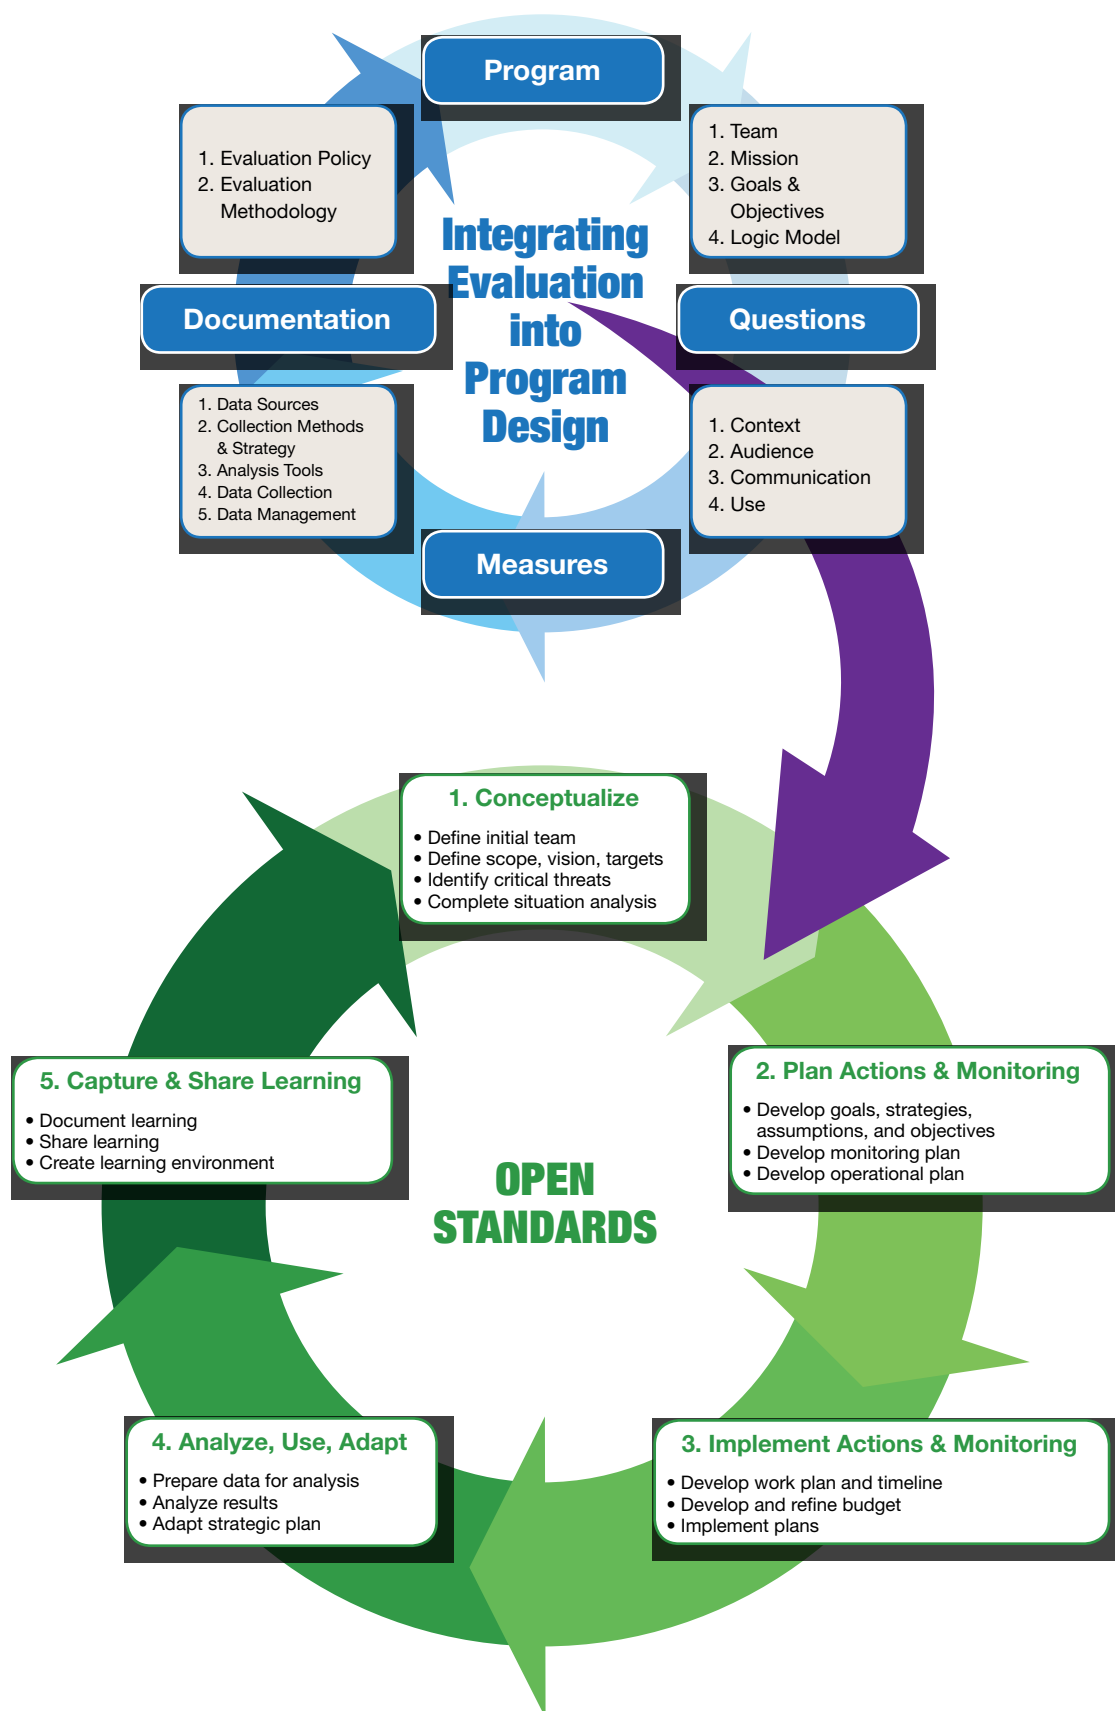 Program
1. Evaluation Policy
2. Evaluation
Methodology
1. Team
2. Mission
3. Goals &
Objectives
4. Logic Model
Integrating
Evaluation
into
Program
Design
Documentation
Questions
1. Data Sources
2. Collection Methods
& Strategy
3. Analysis Tools
4. Data Collection
5. Data Management
1. Context
2. Audience
3. Communication
4. Use
Measures
1. Conceptualize
• Define initial team
• Define scope, vision, targets
• Identify critical threats
• Complete situation analysis
5. Capture & Share Learning
• Document learning
• Share learning
• Create learning environment
2. Plan Actions & Monitoring
• Develop goals, strategies,
assumptions, and objectives
• Develop monitoring plan
• Develop operational plan
OPEN
STANDARDS
4. Analyze, Use, Adapt
• Prepare data for analysis
• Analyze results
• Adapt strategic plan
3. Implement Actions & Monitoring
• Develop work plan and timeline
• Develop and refine budget
• Implement plans